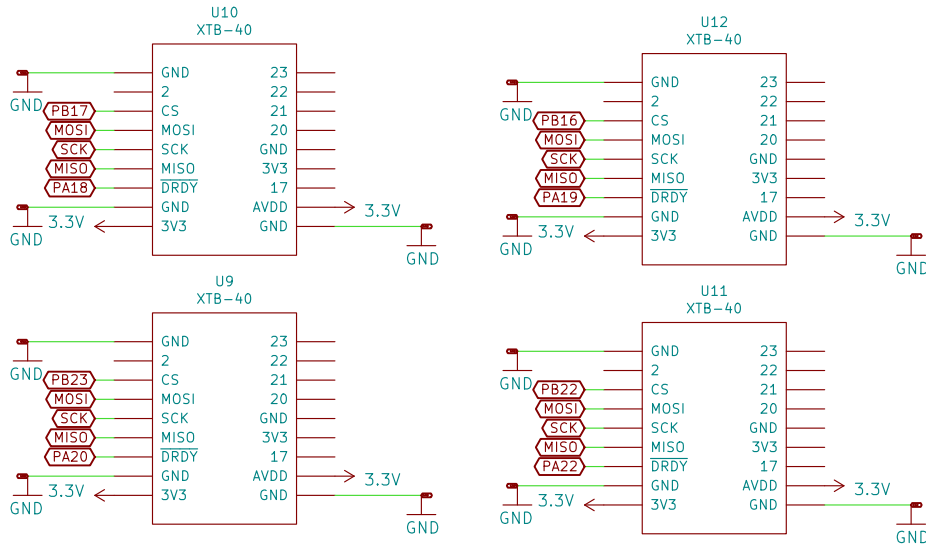 U10
XTB-40
GND 23
2 22
PB17 CS 21
MOSI MOSI 20
SCK SCK GND
MISO MISO 3V3
PA18 DRDY 17
GND AVDD 3.3V
3.3V 3V3 GND
GND
GND
GND
U12
XTB-40
GND 23
2 22
PB16 CS 21
MOSI MOSI 20
SCK SCK GND
MISO MISO 3V3
PA19 DRDY 17
GND AVDD 3.3V
3.3V 3V3 GND
GND
GND
GND
U9
XTB-40
GND 23
2 22
PB23 CS 21
MOSI MOSI 20
SCK SCK GND
MISO MISO 3V3
PA20 DRDY 17
GND AVDD 3.3V
3.3V 3V3 GND
GND
GND
GND
U11
XTB-40
GND 23
2 22
PB22 CS 21
MOSI MOSI 20
SCK SCK GND
MISO MISO 3V3
PA22 DRDY 17
GND AVDD 3.3V
3.3V 3V3 GND
GND
GND
GND